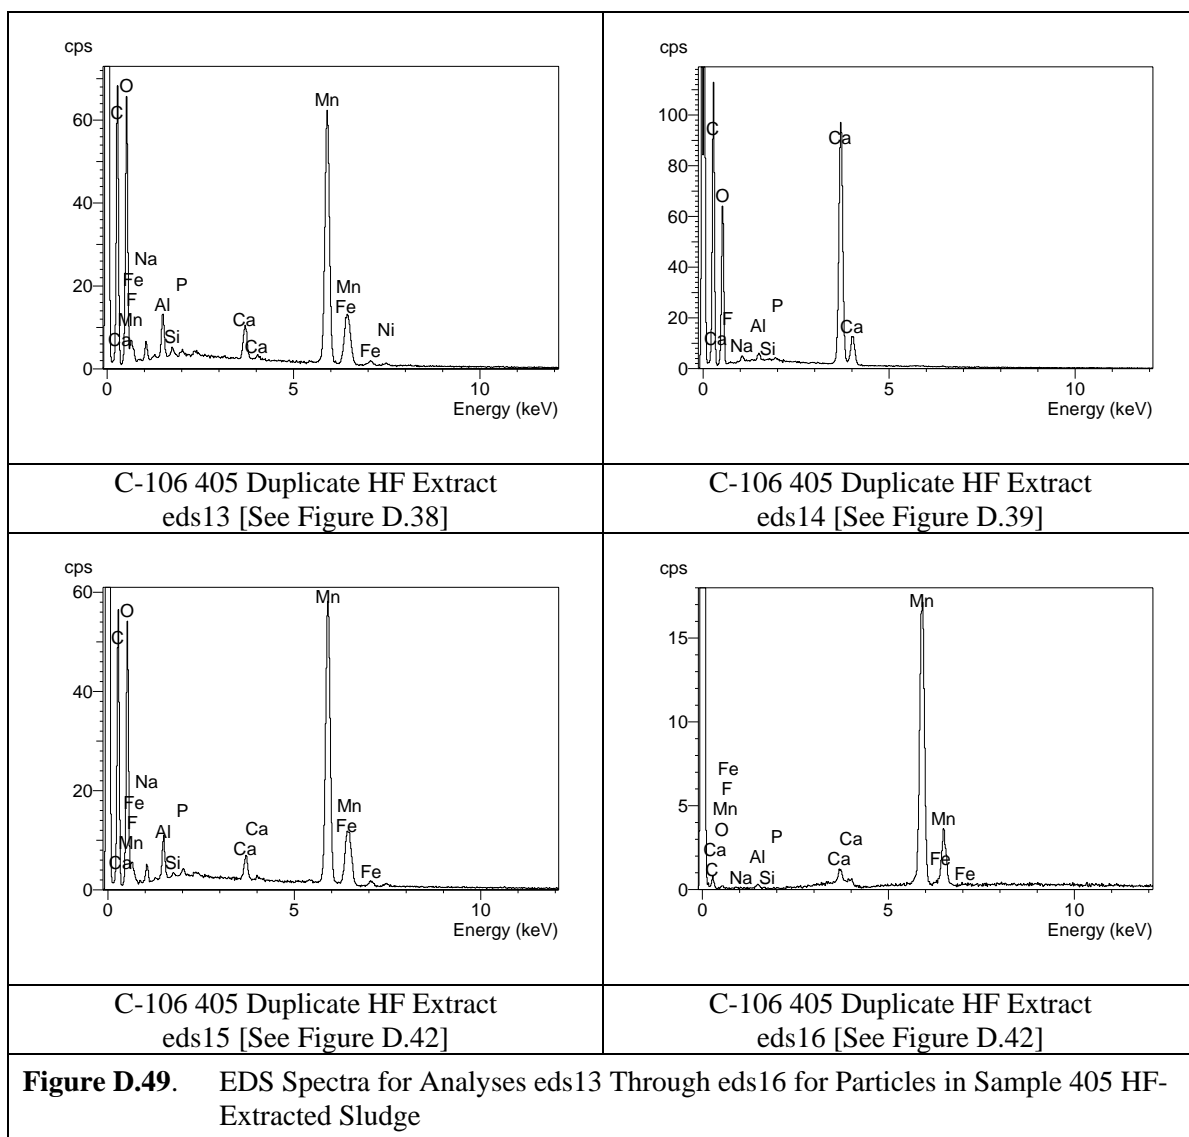 cps
60
40
20
0
C
O
Na
Fe
F
Mn
Ca
Al
Si
P
Ca
Ca
Mn
Mn
Fe
Fe
Ni
5
10
Energy (keV)
C-106 405 Duplicate HF Extract
eds13 [See Figure D.38]
cps
100
80
60
40
20
0
C
O
F
Ca
Na
Al
Si
P
Ca
Ca
0
5
10
Energy (keV)
C-106 405 Duplicate HF Extract
eds14 [See Figure D.39]
cps
60
40
20
0
C
O
Na
Fe
F
Mn
Ca
Al
Si
P
Ca
Ca
Mn
Mn
Fe
Fe
5
10
Energy (keV)
C-106 405 Duplicate HF Extract
eds15 [See Figure D.42]
cps
15
10
5
0
Fe
F
Mn
O
Ca
C
Na
Al
Si
P
Ca
Ca
Mn
Mn
Fe
Fe
0
5
10
Energy (keV)
C-106 405 Duplicate HF Extract
eds16 [See Figure D.42]
Figure D.49. EDS Spectra for Analyses eds13 Through eds16 for Particles in Sample 405 HF-
Extracted Sludge